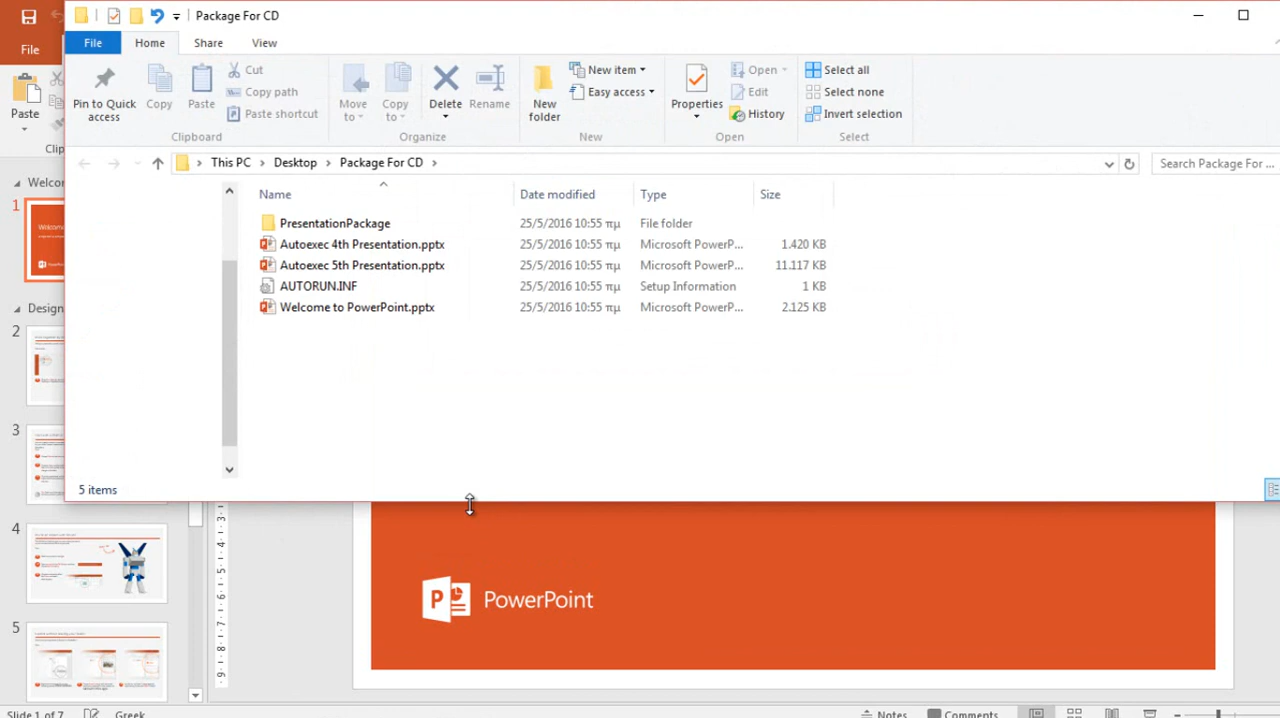 Package For CD
File
File Home Share View
Paste
Pin to Quick access
Copy
Paste
Cut
Copy path
Paste shortcut
Clipboard
Move to
Copy to
Delete
Rename
Organize
New folder
New item
Easy access
New
Properties
Open
Edit
History
Open
Select all
Select none
Invert selection
Select
Clip
This PC > Desktop > Package For CD >
Search Package For ...
Name Date modified Type Size
PresentationPackage 25/5/2016 10:55 πμ File folder
Autoexec 4th Presentation.pptx 25/5/2016 10:55 πμ Microsoft PowerP... 1.420 KB
Autoexec 5th Presentation.pptx 25/5/2016 10:55 πμ Microsoft PowerP... 11.117 KB
AUTORUN.INF 25/5/2016 10:55 πμ Setup Information 1 KB
Welcome to PowerPoint.pptx 25/5/2016 10:55 πμ Microsoft PowerP... 2.125 KB
5 items
Welcom
1
Design
2
3
4
5
PowerPoint
Slide 1 of 7 Greek Notes Comments